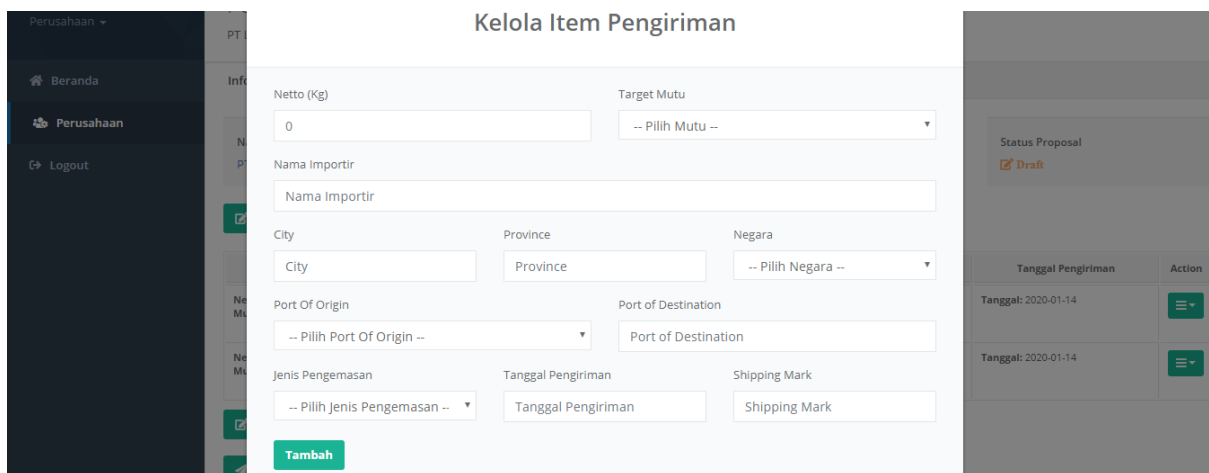 Perusahaan
PT
Kelola Item Pengiriman
Beranda
Perusahaan
Logout
Netto (Kg)
Target Mutu
0
-- Pilih Mutu --
Nama Importir
Nama Importir
City
Province
Negara
City
Province
-- Pilih Negara --
Port Of Origin
Port of Destination
-- Pilih Port Of Origin --
Port of Destination
Jenis Pengemasan
Tanggal Pengiriman
Shipping Mark
-- Pilih Jenis Pengemasan --
Tanggal Pengiriman
Shipping Mark
Tambah
Status Proposal
Draft
Tanggal Pengiriman
Action
Tanggal: 2020-01-14
Tanggal: 2020-01-14